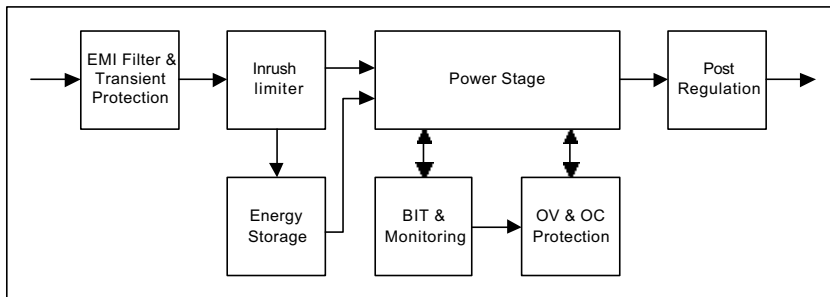 EMI Filter &
Transient
Protection
Inrush
limiter
Power Stage
Post
Regulation
Energy
Storage
BIT &
Monitoring
OV & OC
Protection